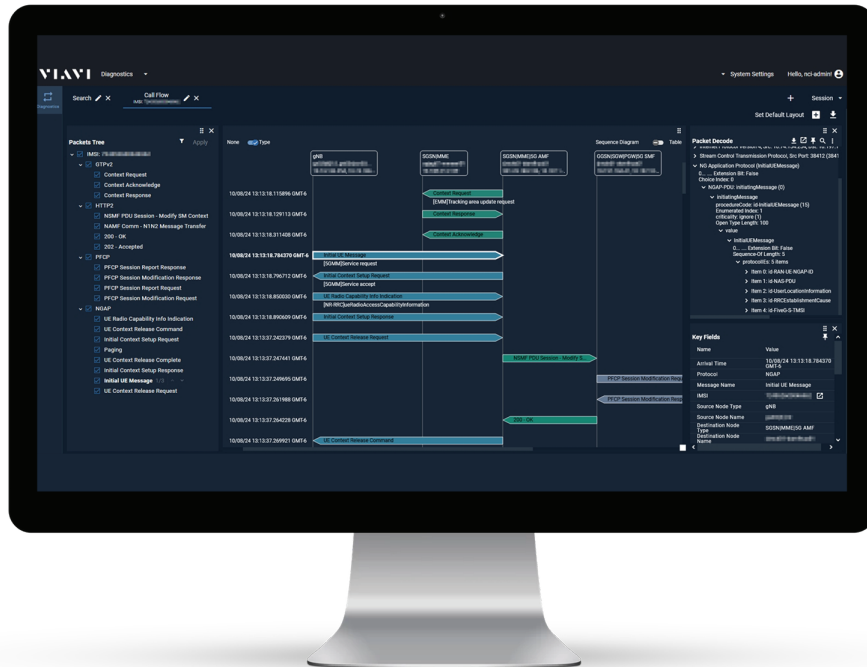 VIAVI Diagnostics
System Settings Hello, nci-admin!
Diagnostics
Search
Call Flow
IMSI:
Session
Set Default Layout
Packets Tree
Apply
IMSI:
GTPv2
Context Request
Context Acknowledge
Context Response
HTTP2
NSMF PDU Session - Modify SM Context
NAMF Comm - N1N2 Message Transfer
200 - OK
202 - Accepted
PFCP
PFCP Session Report Response
PFCP Session Modification Response
PFCP Session Report Request
PFCP Session Modification Request
NGAP
UE Radio Capability Info Indication
UE Context Release Command
Initial Context Setup Request
Paging
UE Context Release Complete
Initial Context Setup Response
Initial UE Message 1/3
UE Context Release Request
None Type
Sequence Diagram Table
gNB
SGSN|MME
SGSN|MME|5G AMF
GGSN|SGW|PGW|5G SMF
10/08/24 13:13:18.115896 GMT-6 Context Request
[EMM]Tracking area update request
10/08/24 13:13:18.129113 GMT-6 Context Response
10/08/24 13:13:18.311408 GMT-6 Context Acknowledge
10/08/24 13:13:18.784370 GMT-6 Initial UE Message
[5GMM]Service request
10/08/24 13:13:18.796712 GMT-6 Initial Context Setup Request
[5GMM]Service accept
10/08/24 13:13:18.850030 GMT-6 UE Radio Capability Info Indication
[NR-RRC]ueRadioAccessCapabilityInformation
10/08/24 13:13:18.890609 GMT-6 Initial Context Setup Response
10/08/24 13:13:37.242379 GMT-6 UE Context Release Request
10/08/24 13:13:37.247441 GMT-6 NSMF PDU Session - Modify S...
10/08/24 13:13:37.249695 GMT-6 PFCP Session Modification Req
10/08/24 13:13:37.261988 GMT-6 PFCP Session Modification Resp
10/08/24 13:13:37.264228 GMT-6 200 - OK
10/08/24 13:13:37.269921 GMT-6 UE Context Release Command
Packet Decode
Stream Control Transmission Protocol, Src Port: 38412 (3841
NG Application Protocol (InitialUEMessage)
0... .... Extension Bit: False
Choice Index: 0
NGAP-PDU: initiatingMessage (0)
initiatingMessage
procedureCode: id-InitialUEMessage (15)
Enumerated Index: 1
criticality: ignore (1)
Open Type Length: 100
value
InitialUEMessage
0... .... Extension Bit: False
Sequence Of Length: 5
protocolIEs: 5 items
Item 0: id-RAN-UE-NGAP-ID
Item 1: id-NAS-PDU
Item 2: id-UserLocationInformation
Item 3: id-RRCEstablishmentCause
Item 4: id-FiveG-S-TMSI
Key Fields
Name Value
Arrival Time 10/08/24 13:13:18.784370 GMT-6
Protocol NGAP
Message Name Initial UE Message
IMSI
Source Node Type gNB
Source Node Name
Destination Node Type SGSN|MME|5G AMF
Destination Node Name